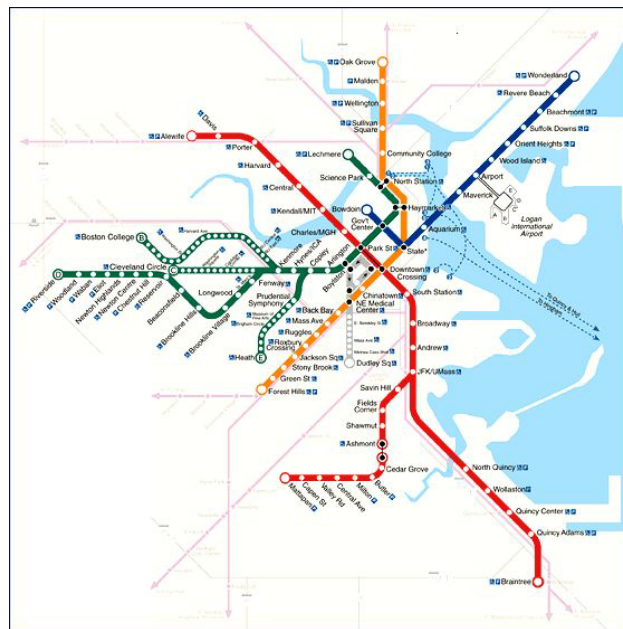 Oak Grove
Malden
Wellington
Sullivan
Square
Community College
Wonderland
Revere Beach
Beachmont
Suffolk Downs
Orient Heights
Wood Island
Airport
Maverick
Logan
International
Airport
Aquarium
Alewife
Davis
Porter
Harvard
Central
Kendall/MIT
Charles/MGH
Lechmere
Science Park
North Station
Haymarket
Bowdoin
Gov't
Center
Park St
State
Downtown
Crossing
Boston College
B
Cleveland Circle
C
Riverside
D
Woodland
Waban
Eliot
Newton Highlands
Newton Centre
Chestnut Hill
Reservoir
Beaconsfield
Brookline Hills
Brookline Village
Longwood
Fenway
Kenmore
Hynes/ICA
Copley
Arlington
Boylston
Prudential
Symphony
Heath
E
Back Bay
Mass Ave
Ruggles
Roxbury
Crossing
Jackson Sq
Stony Brook
Green St
Forest Hills
Chinatown
NE Medical
Center
Dudley Sq
South Station
Broadway
Andrew
JFK/UMass
Savin Hill
Fields
Corner
Shawmut
Ashmont
Cedar Grove
Butler
Milton
Central Ave
Valley Rd
Capen St
Mattapan
North Quincy
Wollaston
Quincy Center
Quincy Adams
Braintree